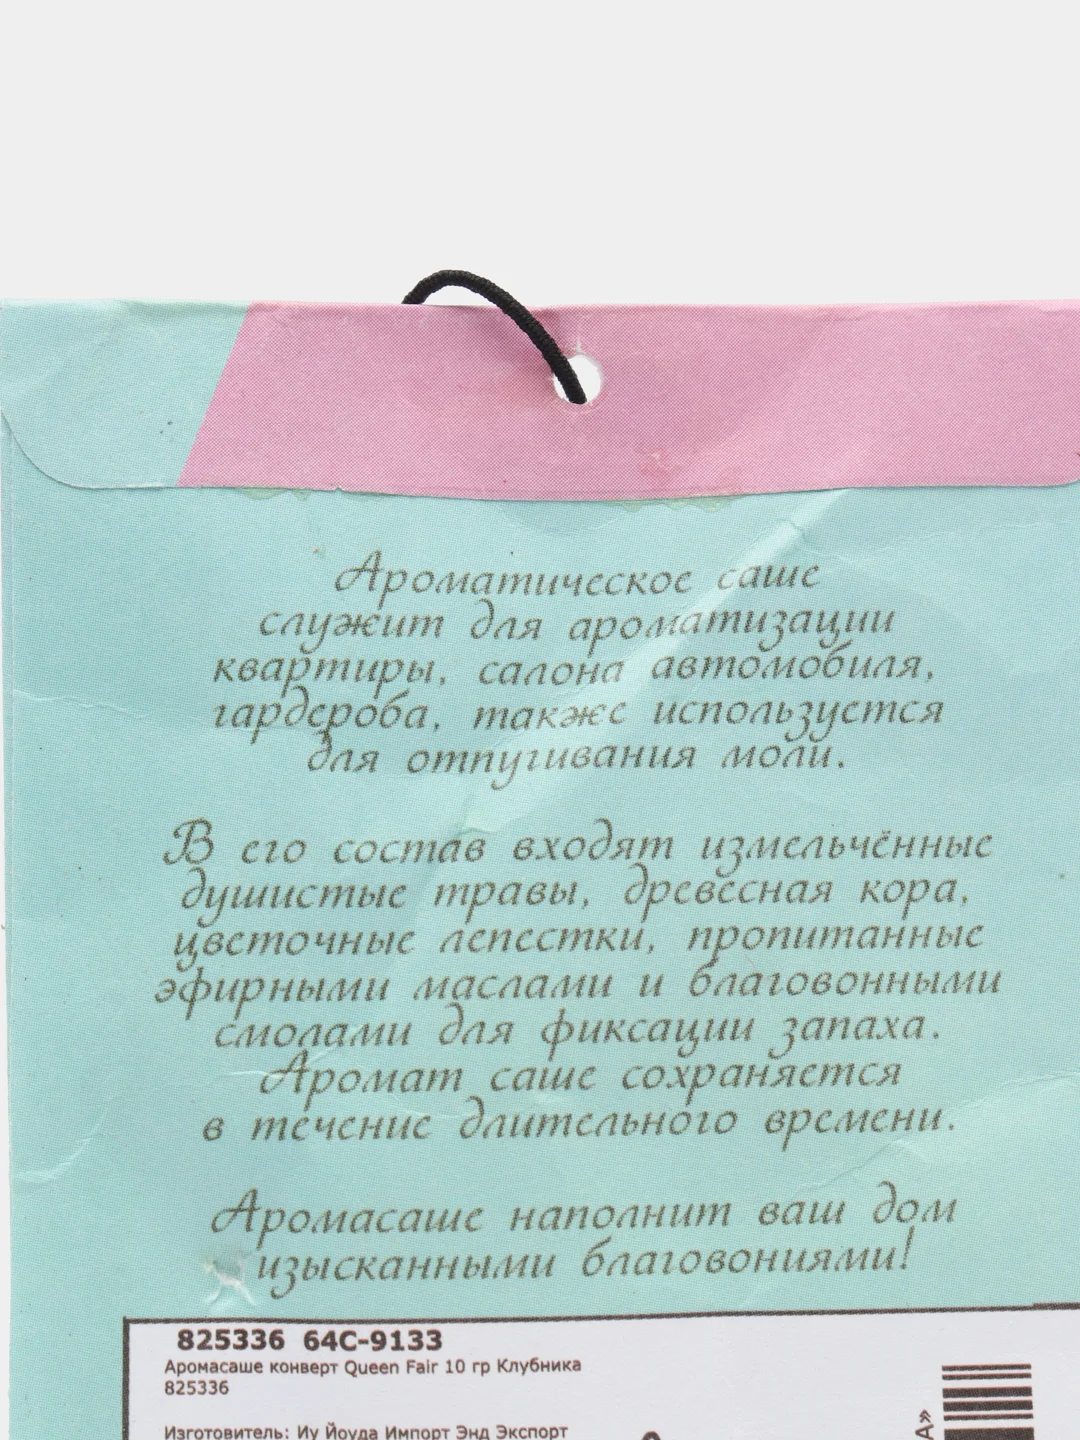 Ароматическое саше
служит для ароматизации
квартиры, салона автомобиля,
гардероба, также используется
для отпугивания моли.
В его состав входят измельчённые
душистые травы, древесная кора,
цветочные лепестки, пропитанные
эфирными маслами и благовонными
смолами для фиксации запаха.
Аромат саше сохраняется
в течение длительного времени.
Аромасаше наполнит ваш дом
изысканными благовониями!
825336 64С-9133
Аромасаше конверт Queen Fair 10 гр Клубника
825336
Изготовитель: Иу Йоуда Импорт Энд Экспорт